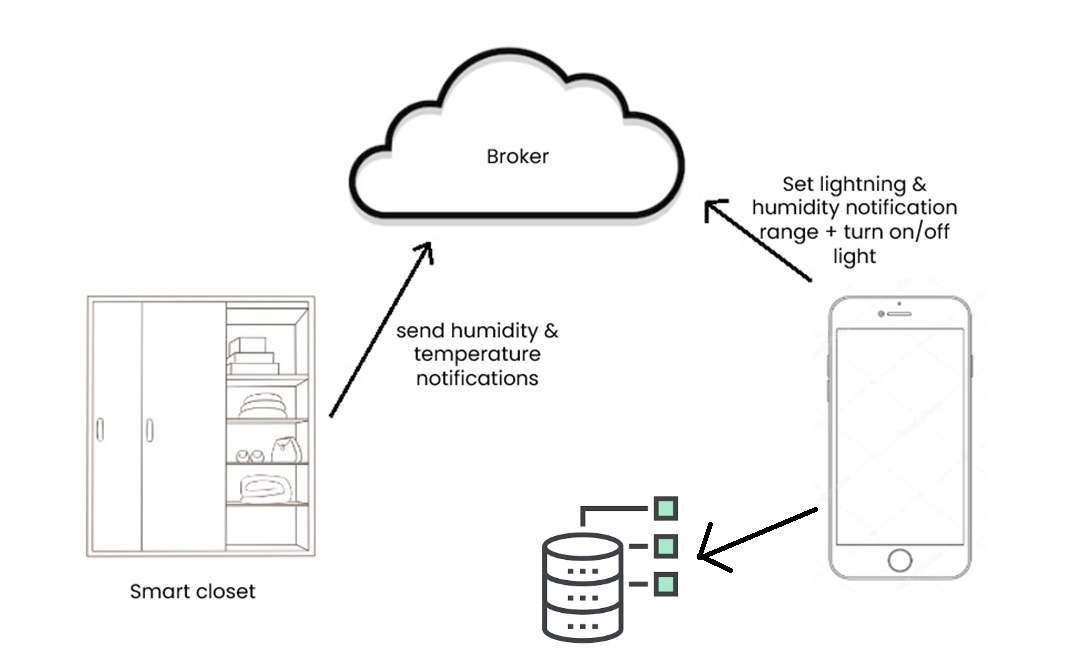 Broker
Set lightning &
humidity notification
range + turn on/off
light
send humidity &
temperature
notifications
Smart closet